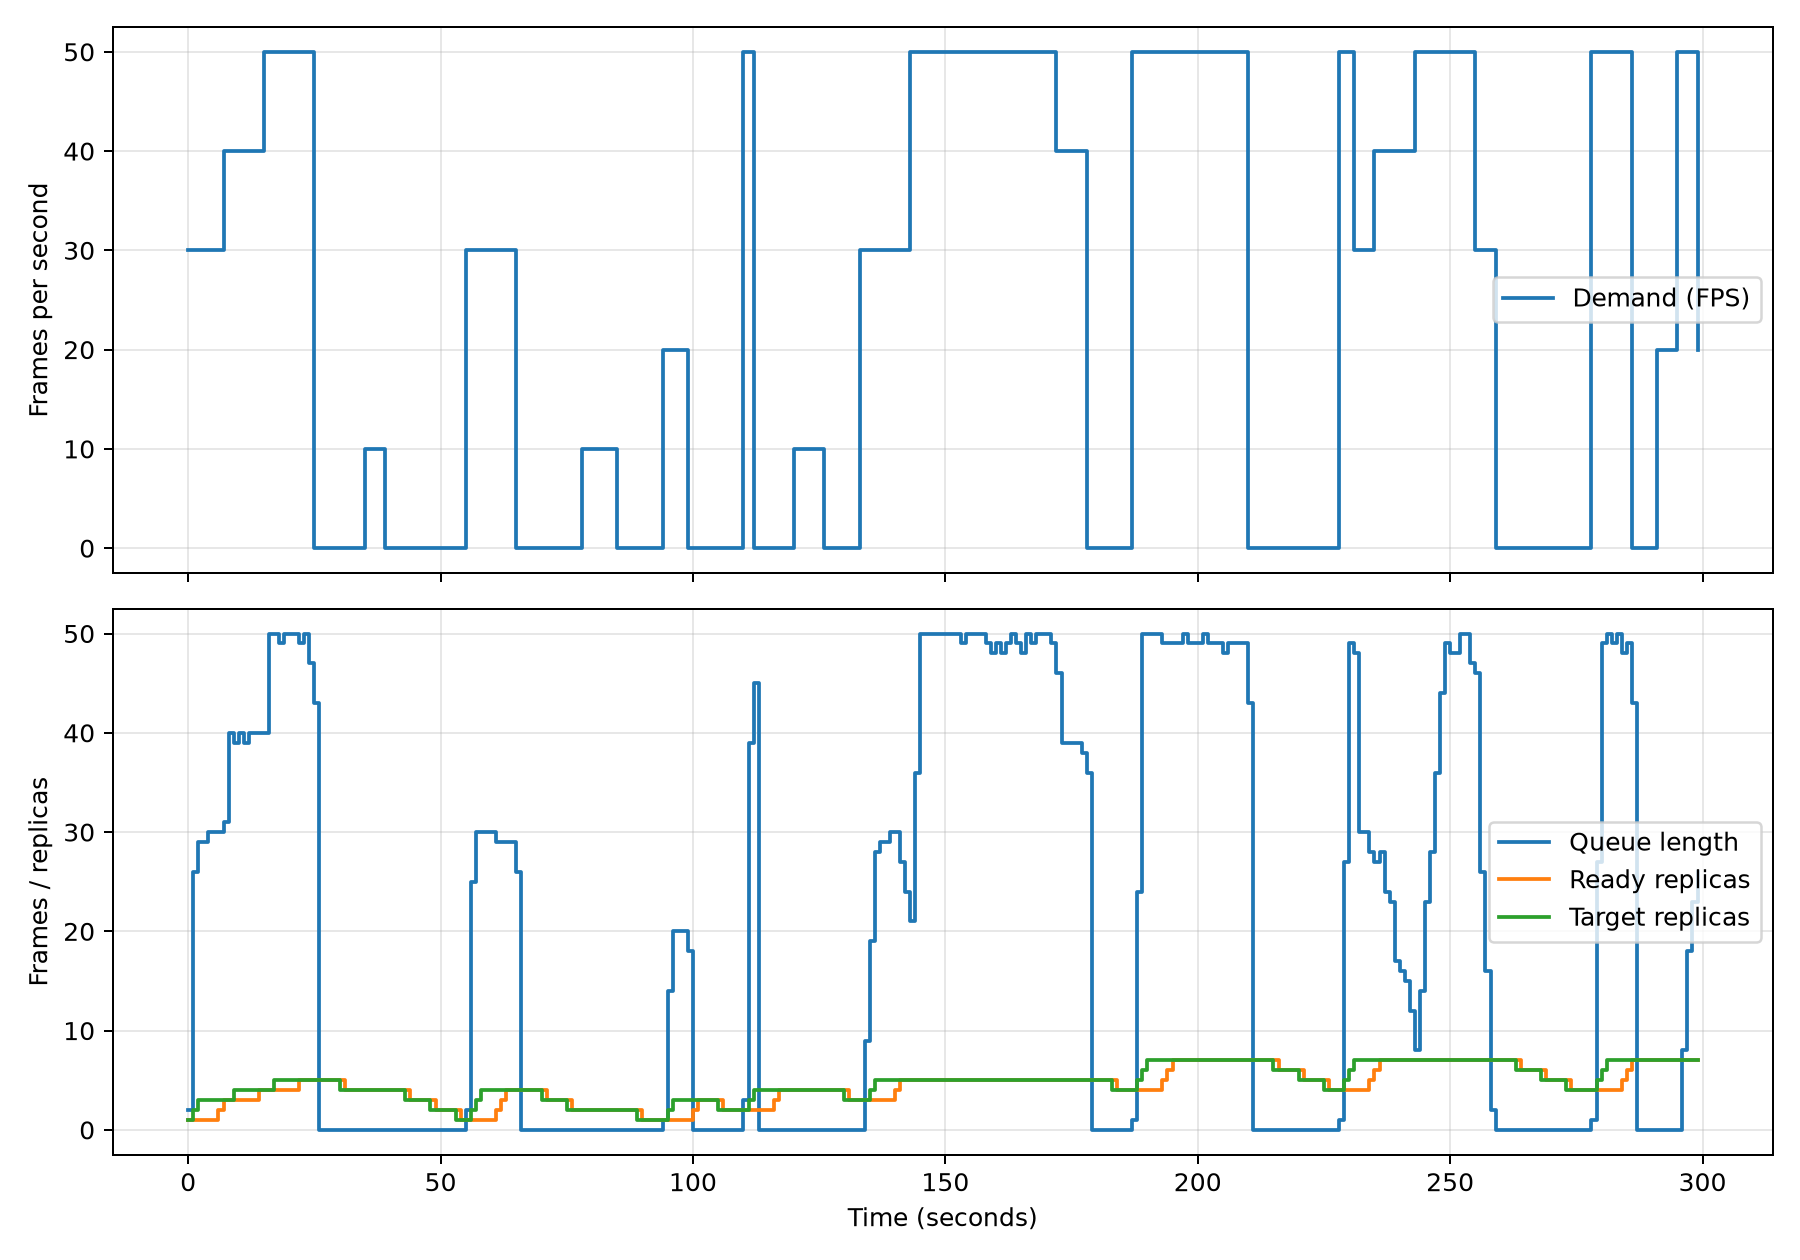 50
40
30
20
10
0
Frames per second
Demand (FPS)
50
40
30
20
10
0
Frames / replicas
Queue length
Ready replicas
Target replicas
0 50 100 150 200 250 300
Time (seconds)